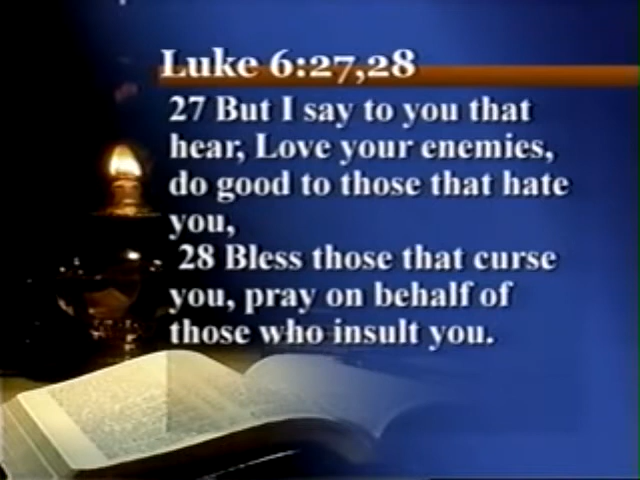 Luke 6:27,28
27 But I say to you that
hear, Love your enemies,
do good to those that hate
you,
28 Bless those that curse
you, pray on behalf of
those who insult you.